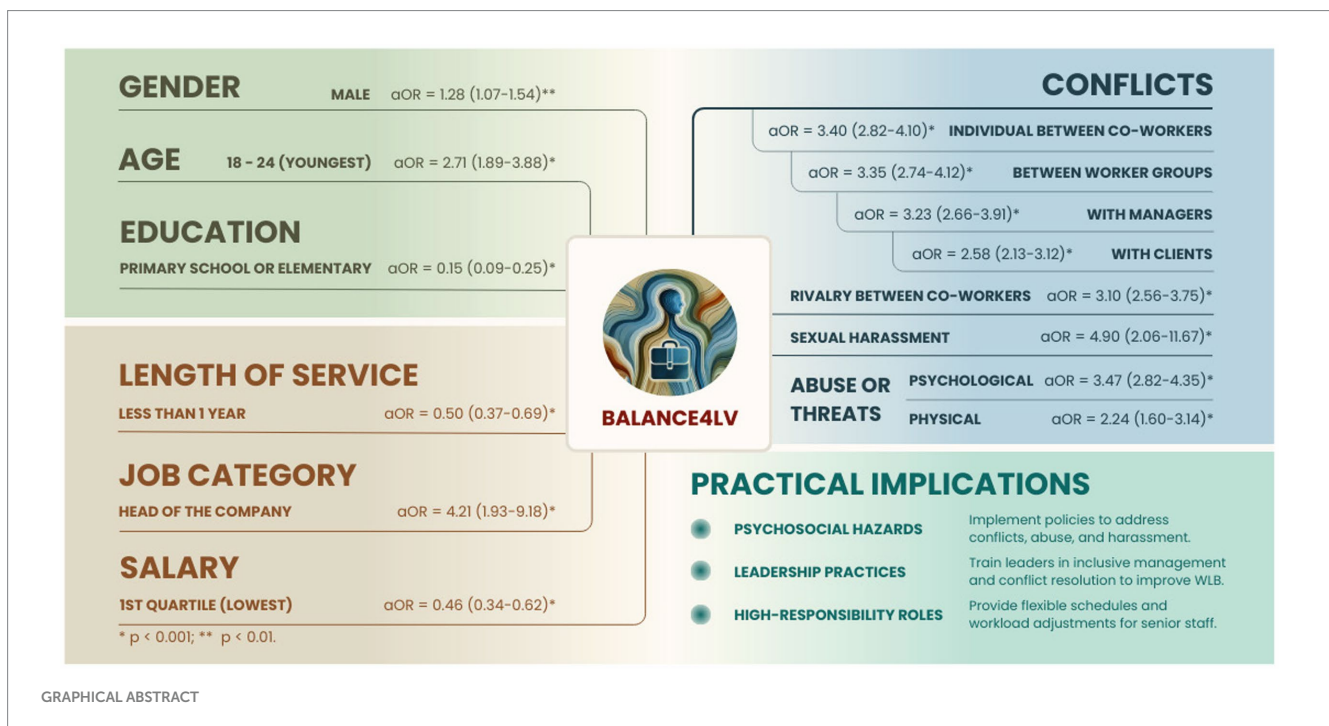 GENDER
MALE aOR = 1.28 (1.07-1.54)**
AGE
18 - 24 (YOUNGEST) aOR = 2.71 (1.89-3.88)*
EDUCATION
PRIMARY SCHOOL OR ELEMENTARY aOR = 0.15 (0.09-0.25)*
LENGTH OF SERVICE
LESS THAN 1 YEAR aOR = 0.50 (0.37-0.69)*
JOB CATEGORY
HEAD OF THE COMPANY aOR = 4.21 (1.93-9.18)*
SALARY
1ST QUARTILE (LOWEST) aOR = 0.46 (0.34-0.62)*
* p < 0.001; ** p < 0.01.
BALANCE4LV
CONFLICTS
aOR = 3.40 (2.82-4.10)* INDIVIDUAL BETWEEN CO-WORKERS
aOR = 3.35 (2.74-4.12)* BETWEEN WORKER GROUPS
aOR = 3.23 (2.66-3.91)* WITH MANAGERS
aOR = 2.58 (2.13-3.12)* WITH CLIENTS
RIVALRY BETWEEN CO-WORKERS aOR = 3.10 (2.56-3.75)*
SEXUAL HARASSMENT aOR = 4.90 (2.06-11.67)*
ABUSE OR
THREATS
PSYCHOLOGICAL aOR = 3.47 (2.82-4.35)*
PHYSICAL aOR = 2.24 (1.60-3.14)*
PRACTICAL IMPLICATIONS
PSYCHOSOCIAL HAZARDS
Implement policies to address
conflicts, abuse, and harassment.
LEADERSHIP PRACTICES
Train leaders in inclusive management
and conflict resolution to improve WLB.
HIGH-RESPONSIBILITY ROLES
Provide flexible schedules and
workload adjustments for senior staff.
GRAPHICAL ABSTRACT